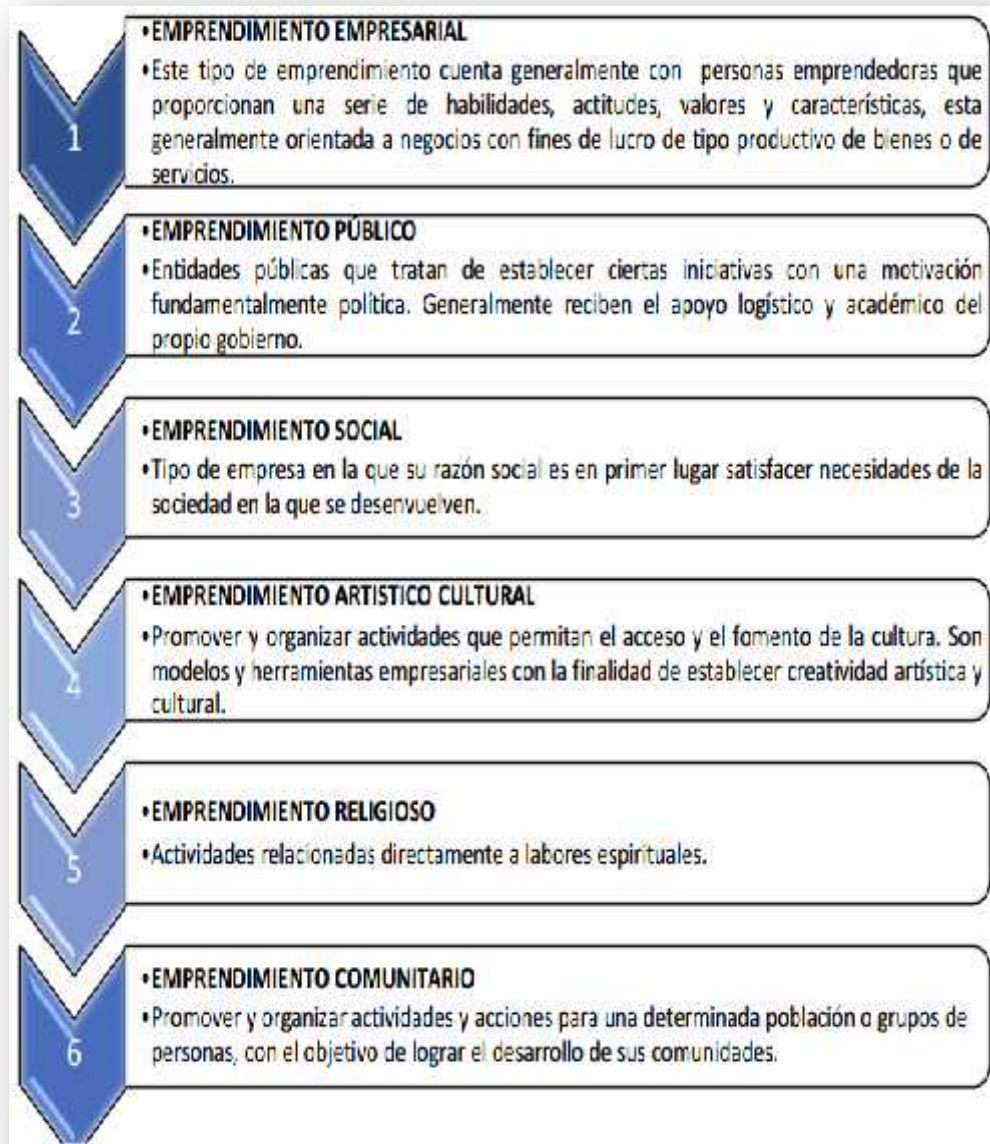 •EMPRENDIMIENTO EMPRESARIAL
•Este tipo de emprendimiento cuenta generalmente con personas emprendedoras que
proporcionan una serie de habilidades, actitudes, valores y característícas, esta
generalmente orientada a negocios con fines de lucro de tipo productivo de bienes o de
servicios.
1
•EMPRENDIMIENTO PÚBLICO
•Entidades públicas que tratan de establecer ciertas iniciativas con una motivación
fundamentalmente política. Generalmente reciben el apoyo logístico y académico del
propio gobierno.
2
•EMPRENDIMIENTO SOCIAL
•Tipo de empresa en la que su razón social es en primer lugar satisfacer necesidades de la
sociedad en la que se desenvuelven.
3
•EMPRENDIMIENTO ARTISTICO CULTURAL
•Promover y organizar actividades que permitan el acceso y el fomento de la cultura. Son
modelos y herramientas empresariales con la finalidad de establecer creatividad artística y
cultural.
4
•EMPRENDIMIENTO RELIGIOSO
•Actividades relacionadas directamente a labores espirituales.
5
•EMPRENDIMIENTO COMUNITARIO
•Promover y organizar actividades y acciones para una determinada población o grupos de
personas, con el objetivo de lograr el desarrollo de sus comunidades.
6